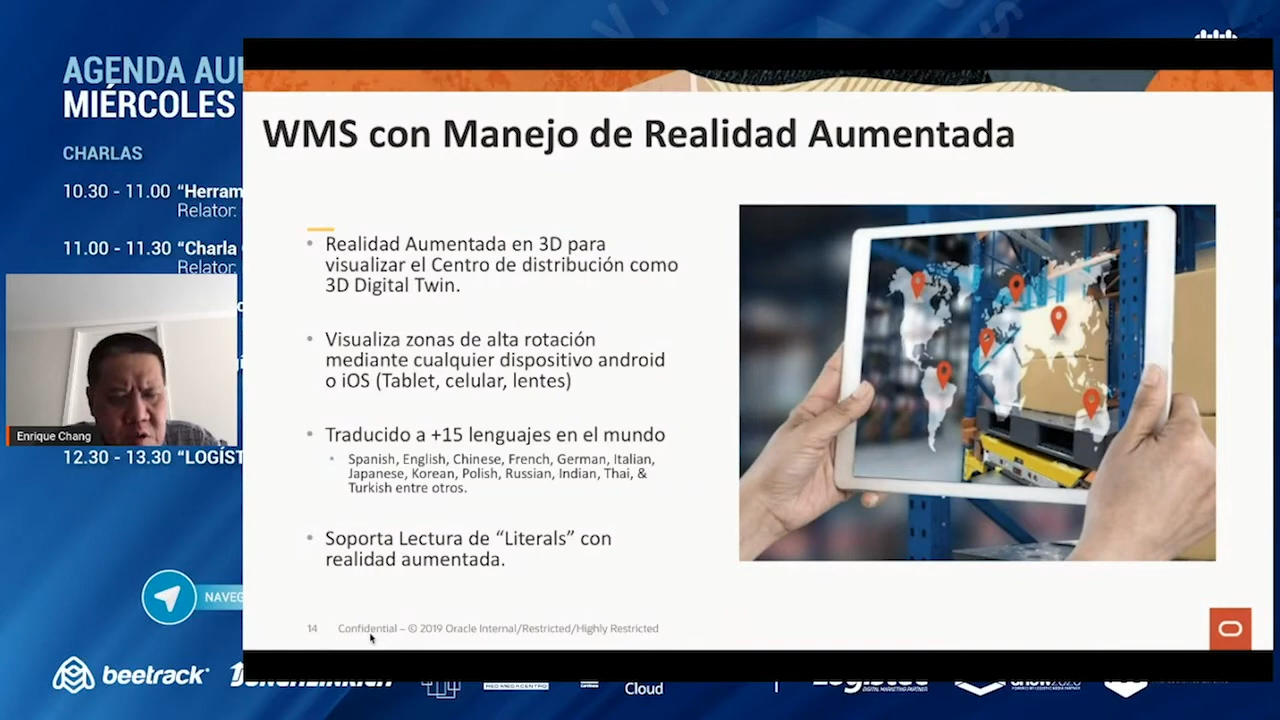 AGENDA AU
MIÉRCOLES
CHARLAS
10.30 - 11.00 “Herram
Relator:
11.00 - 11.30 “Charla
Relator:
Enrique Chang
12.30 - 13.30 “LOGÍST
NAVEG
WMS con Manejo de Realidad Aumentada
• Realidad Aumentada en 3D para
visualizar el Centro de distribución como
3D Digital Twin.
• Visualiza zonas de alta rotación
mediante cualquier dispositivo android
o iOS (Tablet, celular, lentes)
• Traducido a +15 lenguajes en el mundo
• Spanish, English, Chinese, French, German, Italian,
Japanese, Korean, Polish, Russian, Indian, Thai, &
Turkish entre otros.
• Soporta Lectura de “Literals” con
realidad aumentada.
14 Confidential – © 2019 Oracle Internal/Restricted/Highly Restricted
beetrack
Cloud